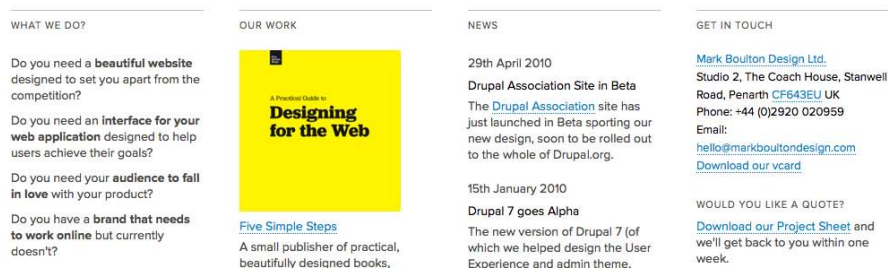 WHAT WE DO?
Do you need a beautiful website
designed to set you apart from the
competition?
Do you need an interface for your
web application designed to help
users achieve their goals?
Do you need your audience to fall
in love with your product?
Do you have a brand that needs
to work online but currently
doesn't?
OUR WORK
A Practical Guide to
Designing
for the Web
Five Simple Steps
A small publisher of practical,
beautifully designed books,
NEWS
29th April 2010
Drupal Association Site in Beta
The Drupal Association site has
just launched in Beta sporting our
new design, soon to be rolled out
to the whole of Drupal.org.
15th January 2010
Drupal 7 goes Alpha
The new version of Drupal 7 (of
which we helped design the User
Experience and admin theme,
GET IN TOUCH
Mark Boulton Design Ltd.
Studio 2, The Coach House, Stanwell
Road, Penarth CF643EU UK
Phone: +44 (0)2920 020959
Email:
hello@markboultondesign.com
Download our vcard
WOULD YOU LIKE A QUOTE?
Download our Project Sheet and
we'll get back to you within one
week.